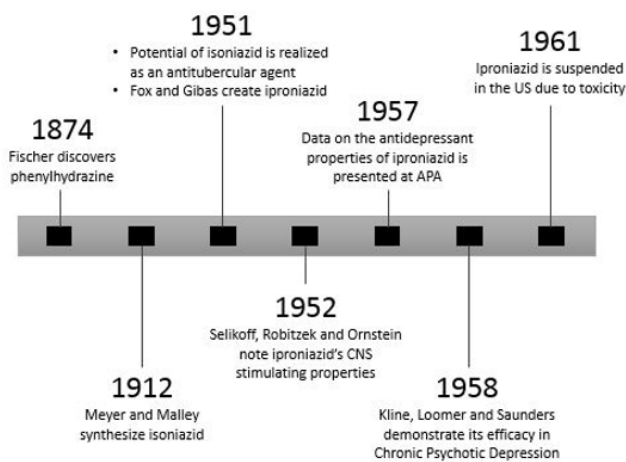 1874
Fischer discovers
phenylhydrazine
1912
Meyer and Malley
synthesize isoniazid
1951
• Potential of isoniazid is realized
as an antitubercular agent
• Fox and Gibas create iproniazid
1952
Selikoff, Robitzek and Ornstein
note iproniazid’s CNS
stimulating properties
1957
Data on the antidepressant
properties of iproniazid is
presented at APA
1958
Kline, Loomer and Saunders
demonstrate its efficacy in
Chronic Psychotic Depression
1961
Iproniazid is suspended
in the US due to toxicity